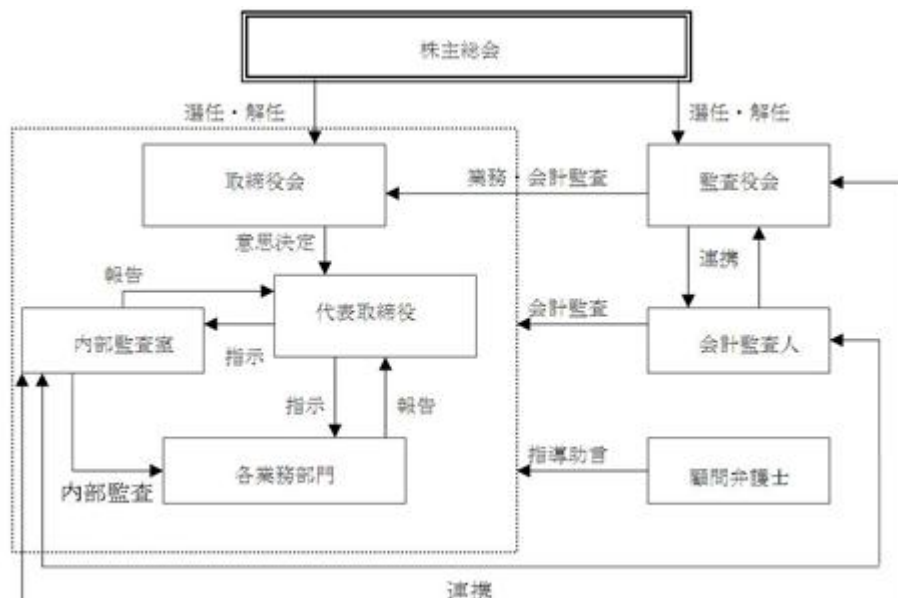 株主総会
選任・解任
選任・解任
取締役会
業務・会計監査
監査役会
意思決定
連携
報告
代表取締役
会計監査
内部監査室
指示
会計監査人
指示
報告
各業務部門
指導助言
顧問弁護士
内部監査
連携